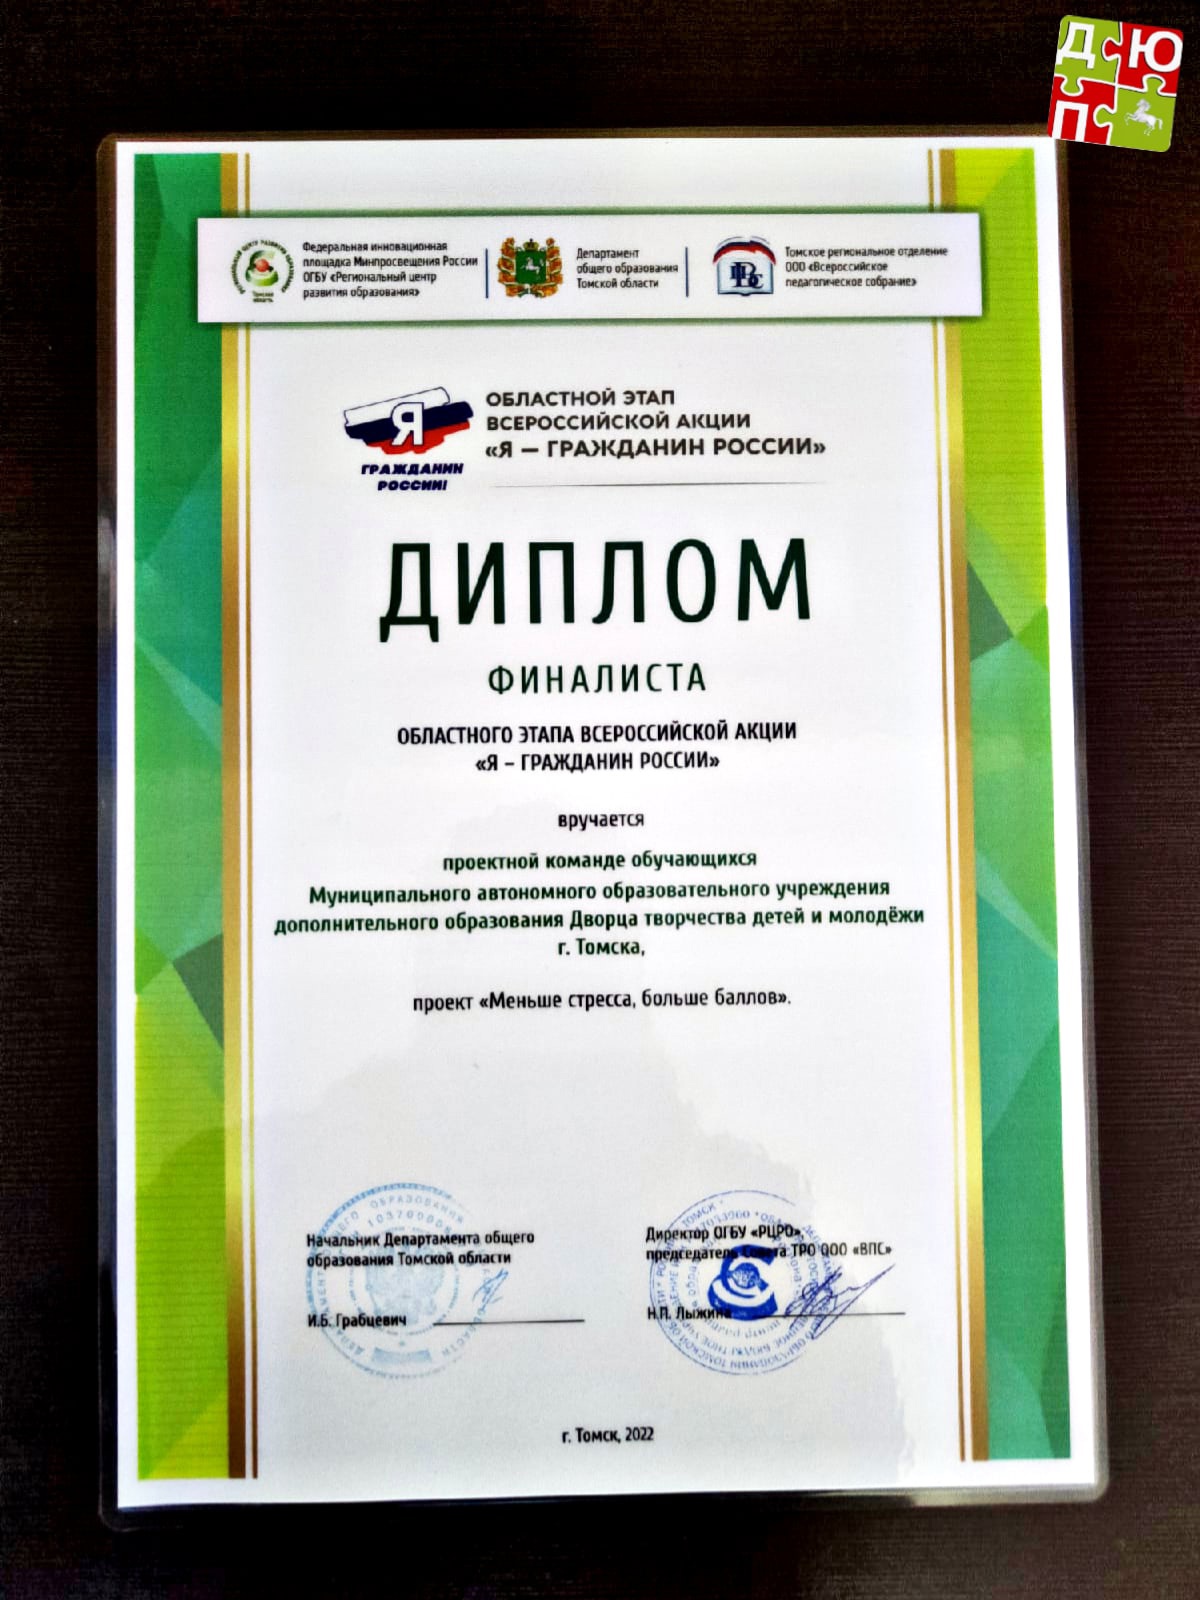 Д Ю
П
Федеральная инновационная
площадка Минпросвещения России
ОГБУ «Региональный центр
развития образования»
Департамент
общего образования
Томской области
Томское региональное отделение
ООО «Всероссийское
педагогическое собрание»
Я
ГРАЖДАНИН
РОССИИ!
ОБЛАСТНОЙ ЭТАП
ВСЕРОССИЙСКОЙ АКЦИИ
«Я — ГРАЖДАНИН РОССИИ»
ДИПЛОМ
ФИНАЛИСТА
ОБЛАСТНОГО ЭТАПА ВСЕРОССИЙСКОЙ АКЦИИ
«Я – ГРАЖДАНИН РОССИИ»
вручается
проектной команде обучающихся
Муниципального автономного образовательного учреждения
дополнительного образования Дворца творчества детей и молодёжи
г. Томска,
проект «Меньше стресса, больше баллов».
Начальник Департамента общего
образования Томской области
И.Б. Грабцевич
Директор ОГБУ «РЦРО»,
председатель Совета ТРО ООО «ВПС»
Н.П. Лыжина
г. Томск, 2022